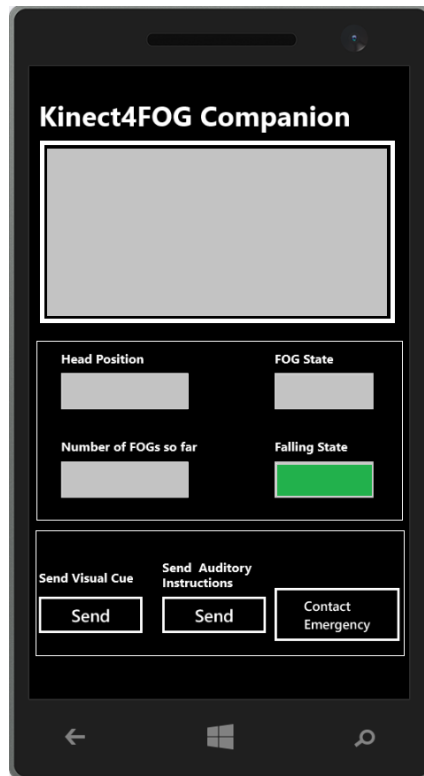 Kinect4FOG Companion
Head Position
FOG State
Number of FOGs so far
Falling State
Send Visual Cue
Send Auditory
Instructions
Send
Send
Contact
Emergency